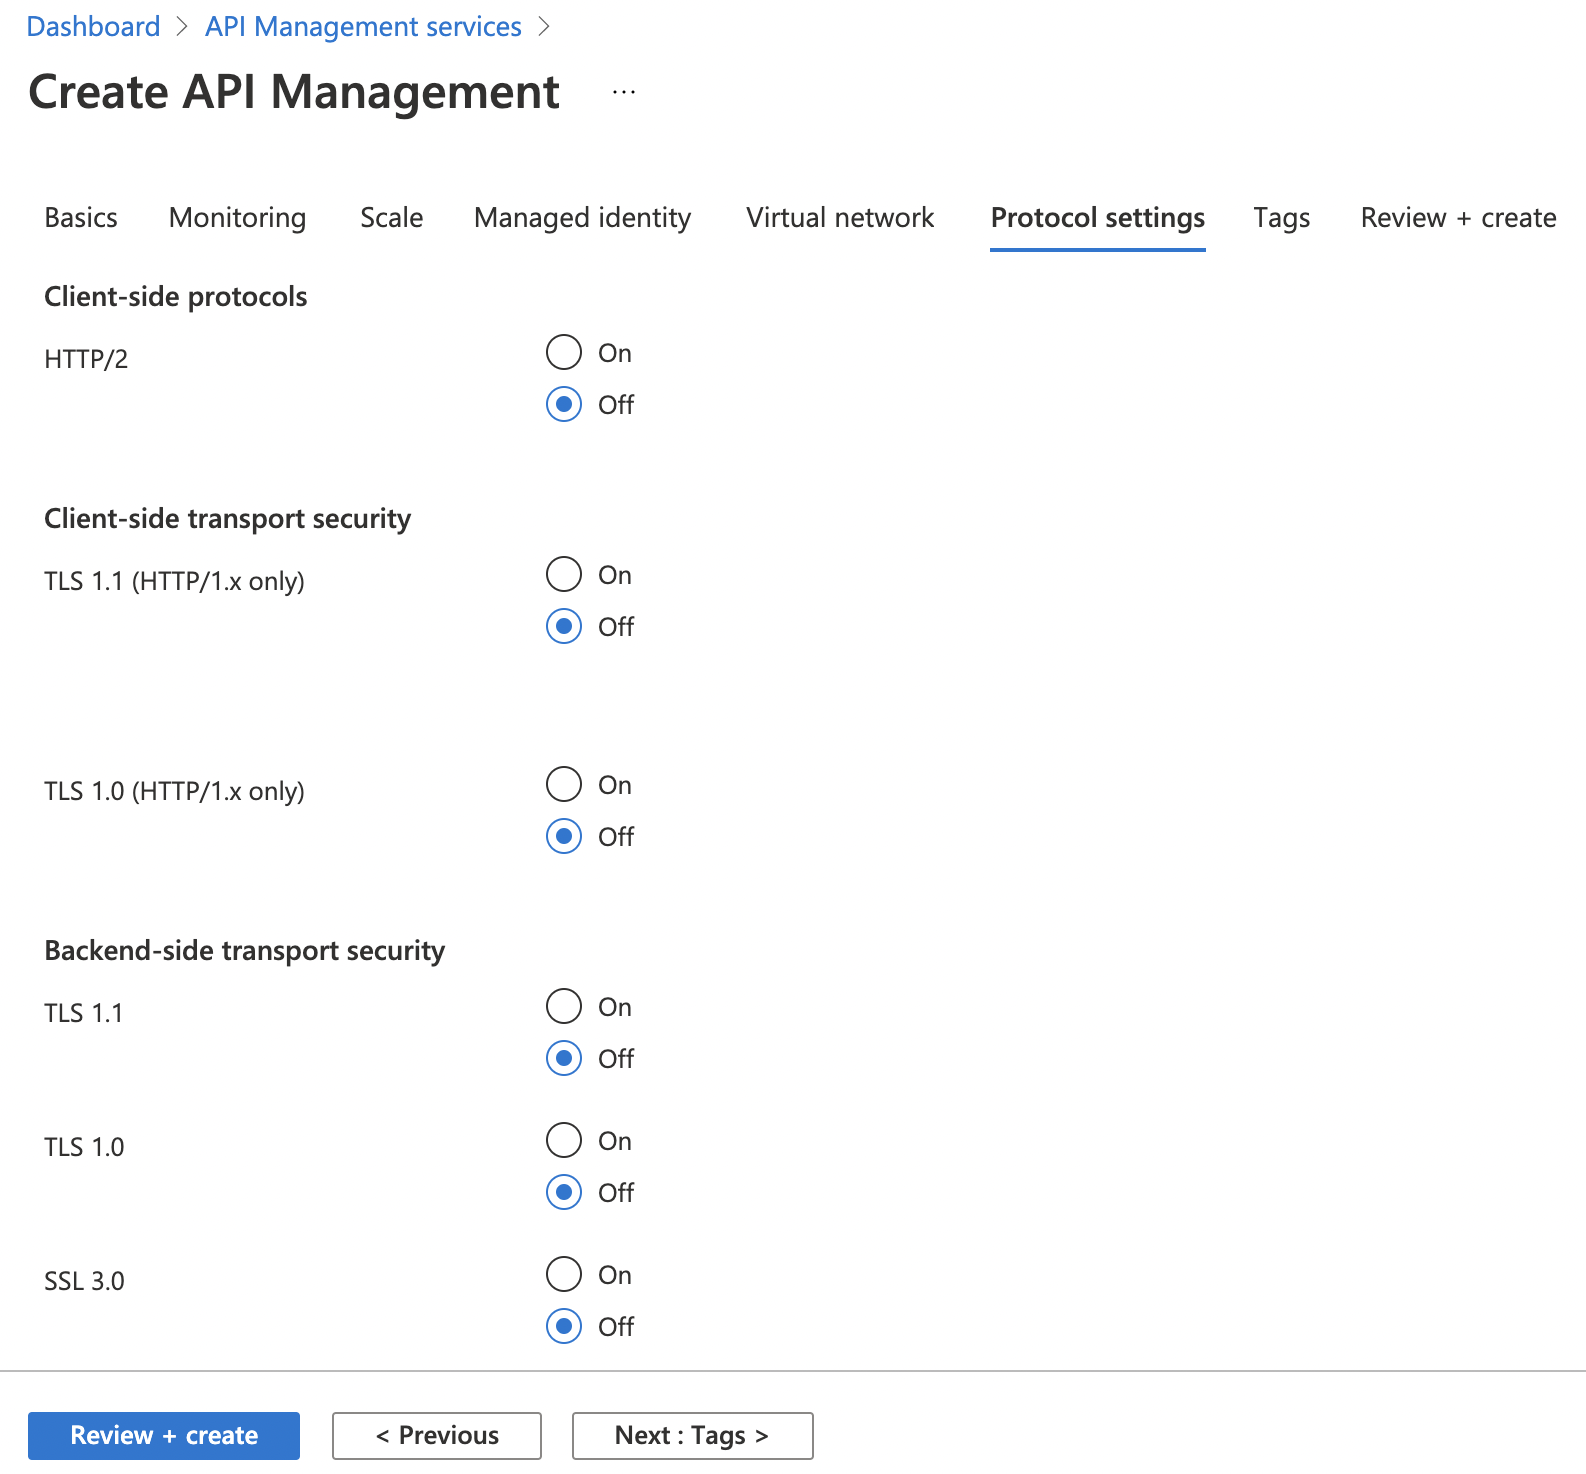 Dashboard > API Management services >
Create API Management ...
Basics Monitoring Scale Managed identity Virtual network Protocol settings Tags Review + create
Client-side protocols
HTTP/2
On
Off
Client-side transport security
TLS 1.1 (HTTP/1.x only)
On
Off
TLS 1.0 (HTTP/1.x only)
On
Off
Backend-side transport security
TLS 1.1
On
Off
TLS 1.0
On
Off
SSL 3.0
On
Off
Review + create < Previous Next : Tags >